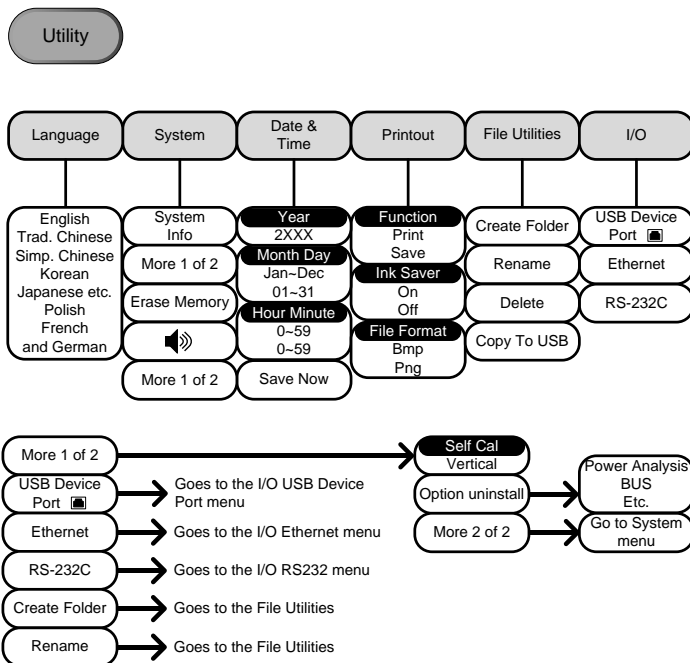 Utility
Language
System
Date &
Time
Printout
File Utilities
I/O
English
Trad. Chinese
Simp. Chinese
Korean
Japanese etc.
Polish
French
and German
System
Info
More 1 of 2
Erase Memory
More 1 of 2
Year
2XXX
Month Day
Jan~Dec
01~31
Hour Minute
0~59
0~59
Save Now
Function
Print
Save
Ink Saver
On
Off
File Format
Bmp
Png
Create Folder
Rename
Delete
Copy To USB
USB Device
Port
Ethernet
RS-232C
More 1 of 2
Self Cal
Vertical
Option uninstall
Power Analysis
BUS
Etc.
More 2 of 2
Go to System
menu
USB Device
Port
Goes to the I/O USB Device
Port menu
Ethernet
Goes to the I/O Ethernet menu
RS-232C
Goes to the I/O RS232 menu
Create Folder
Goes to the File Utilities
Rename
Goes to the File Utilities